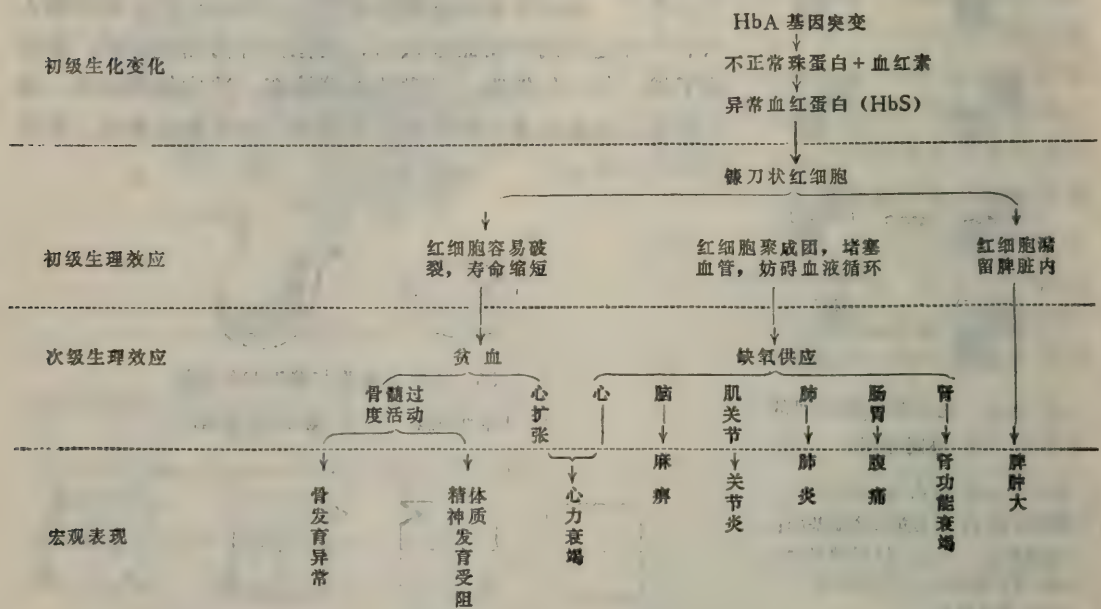 HbA 基因突变
初级生化变化
不正常珠蛋白+血红素
异常血红蛋白 (HbS)
镰刀状红细胞
初级生理效应
红细胞容易破
裂，寿命缩短
红细胞聚成团，堵塞
血管，妨碍血液循环
红细胞潴
留脾脏内
次级生理效应
贫血
缺氧供应
骨髓过
度活动
心扩张
心
脑
肌关节
肺
肠胃
肾
宏观表现
骨发育异常
体质
精神发育受阻
心力衰竭
麻痹
关节炎
肺炎
腹痛
肾功能衰竭
脾肿大